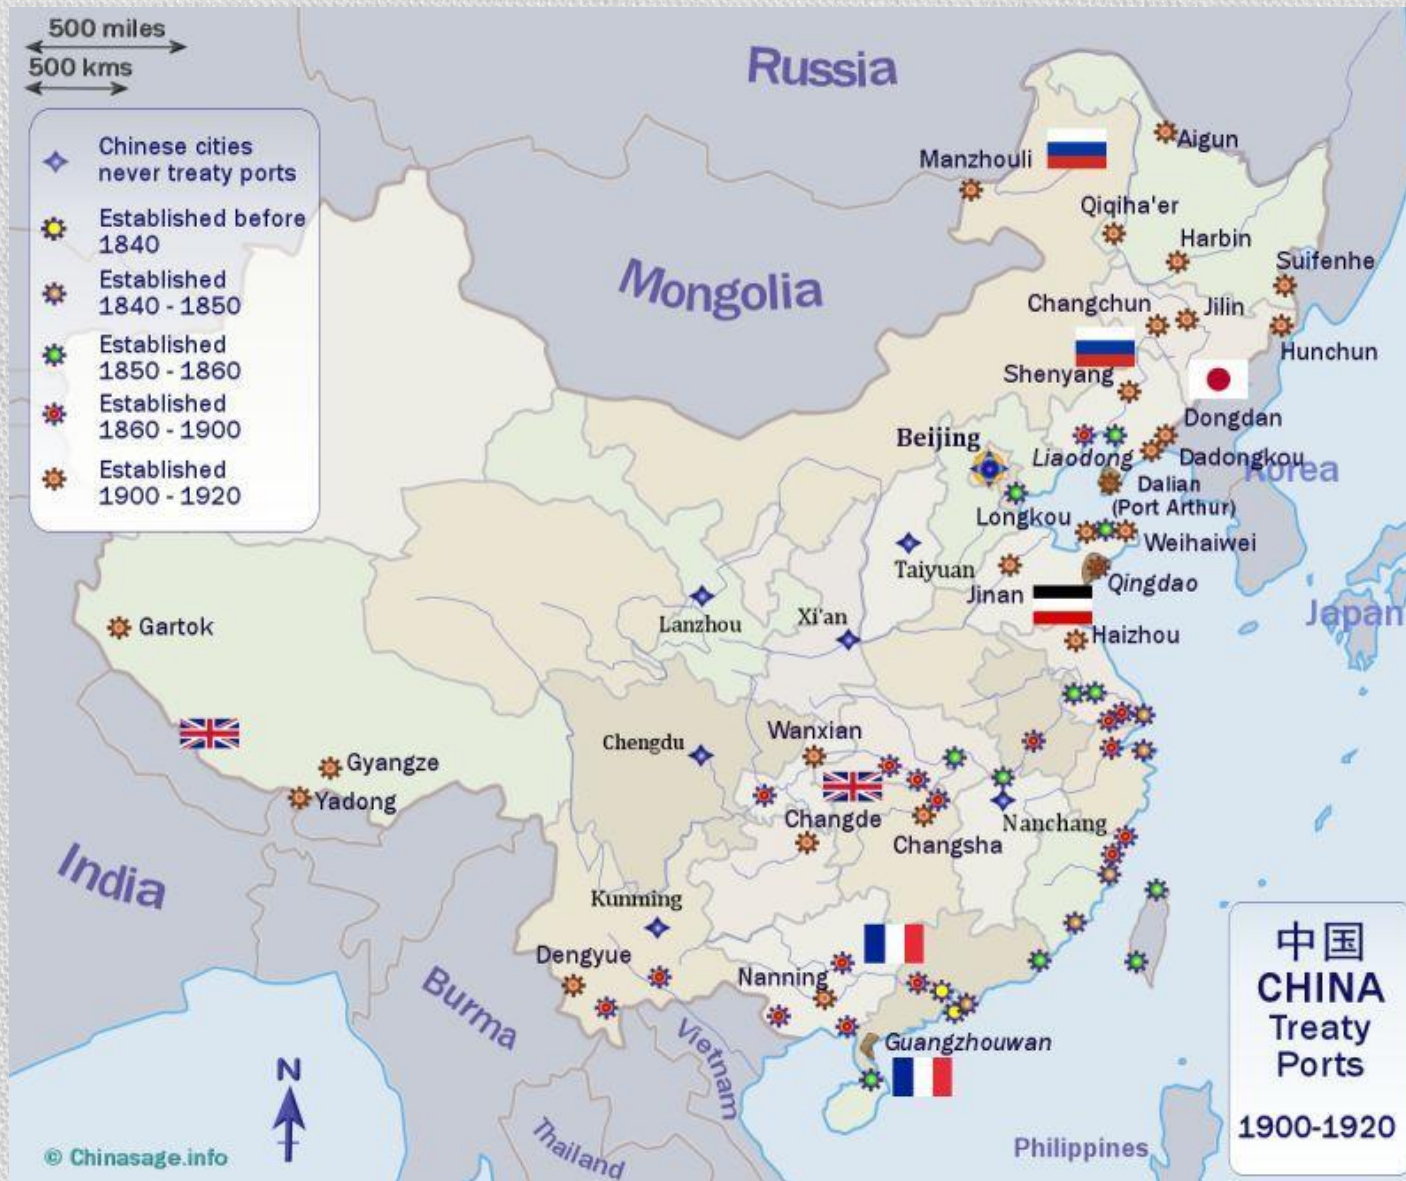 500 miles
500 kms
Chinese cities
never treaty ports
Established before
1840
Established
1840 - 1850
Established
1850 - 1860
Established
1860 - 1900
Established
1900 - 1920
Russia
Aigun
Manzhouli
Qiqiha'er
Harbin
Suifenhe
Mongolia
Changchun
Jilin
Hunchun
Shenyang
Dongdan
Beijing
Liaodong
Dadongkou
Korea
Dalian
(Port Arthur)
Longkou
Weihaiwei
Taiyuan
Qingdao
Jinan
Japan
Lanzhou
Xi'an
Haizhou
Gartok
Wanxian
Chengdu
Gyangze
Yadong
Changde
Nanchang
Changsha
India
Kunming
Dengyue
Nanning
Burma
Vietnam
Guangzhouwan
中国
CHINA
Treaty
Ports
1900-1920
N
Thailand
Philippines
© Chinasage.info